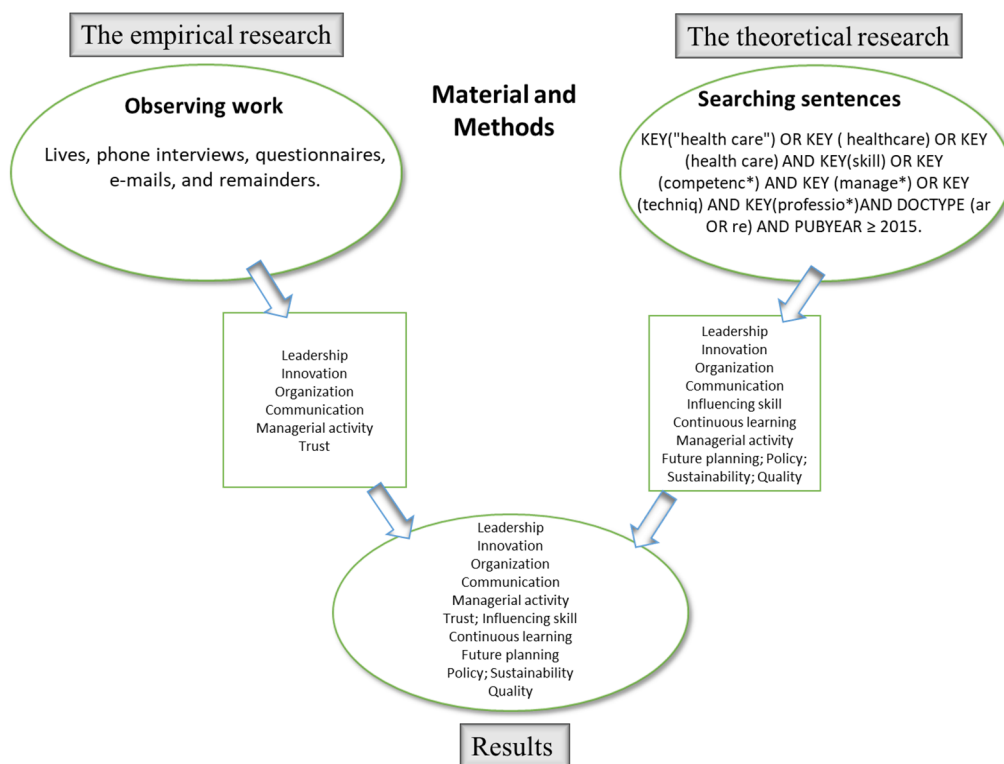 The empirical research
The theoretical research
Material and
Methods
Observing work
Lives, phone interviews, questionnaires,
e-mails, and remainders.
Searching sentences
KEY("health care") OR KEY ( healthcare) OR KEY
(health care) AND KEY(skill) OR KEY
(competenc*) AND KEY (manage*) OR KEY
(techniq) AND KEY(professio*)AND DOCTYPE (ar
OR re) AND PUBYEAR ≥ 2015.
Leadership
Innovation
Organization
Communication
Managerial activity
Trust
Leadership
Innovation
Organization
Communication
Influencing skill
Continuous learning
Managerial activity
Future planning; Policy;
Sustainability; Quality
Leadership
Innovation
Organization
Communication
Managerial activity
Trust; Influencing skill
Continuous learning
Future planning
Policy; Sustainability
Quality
Results